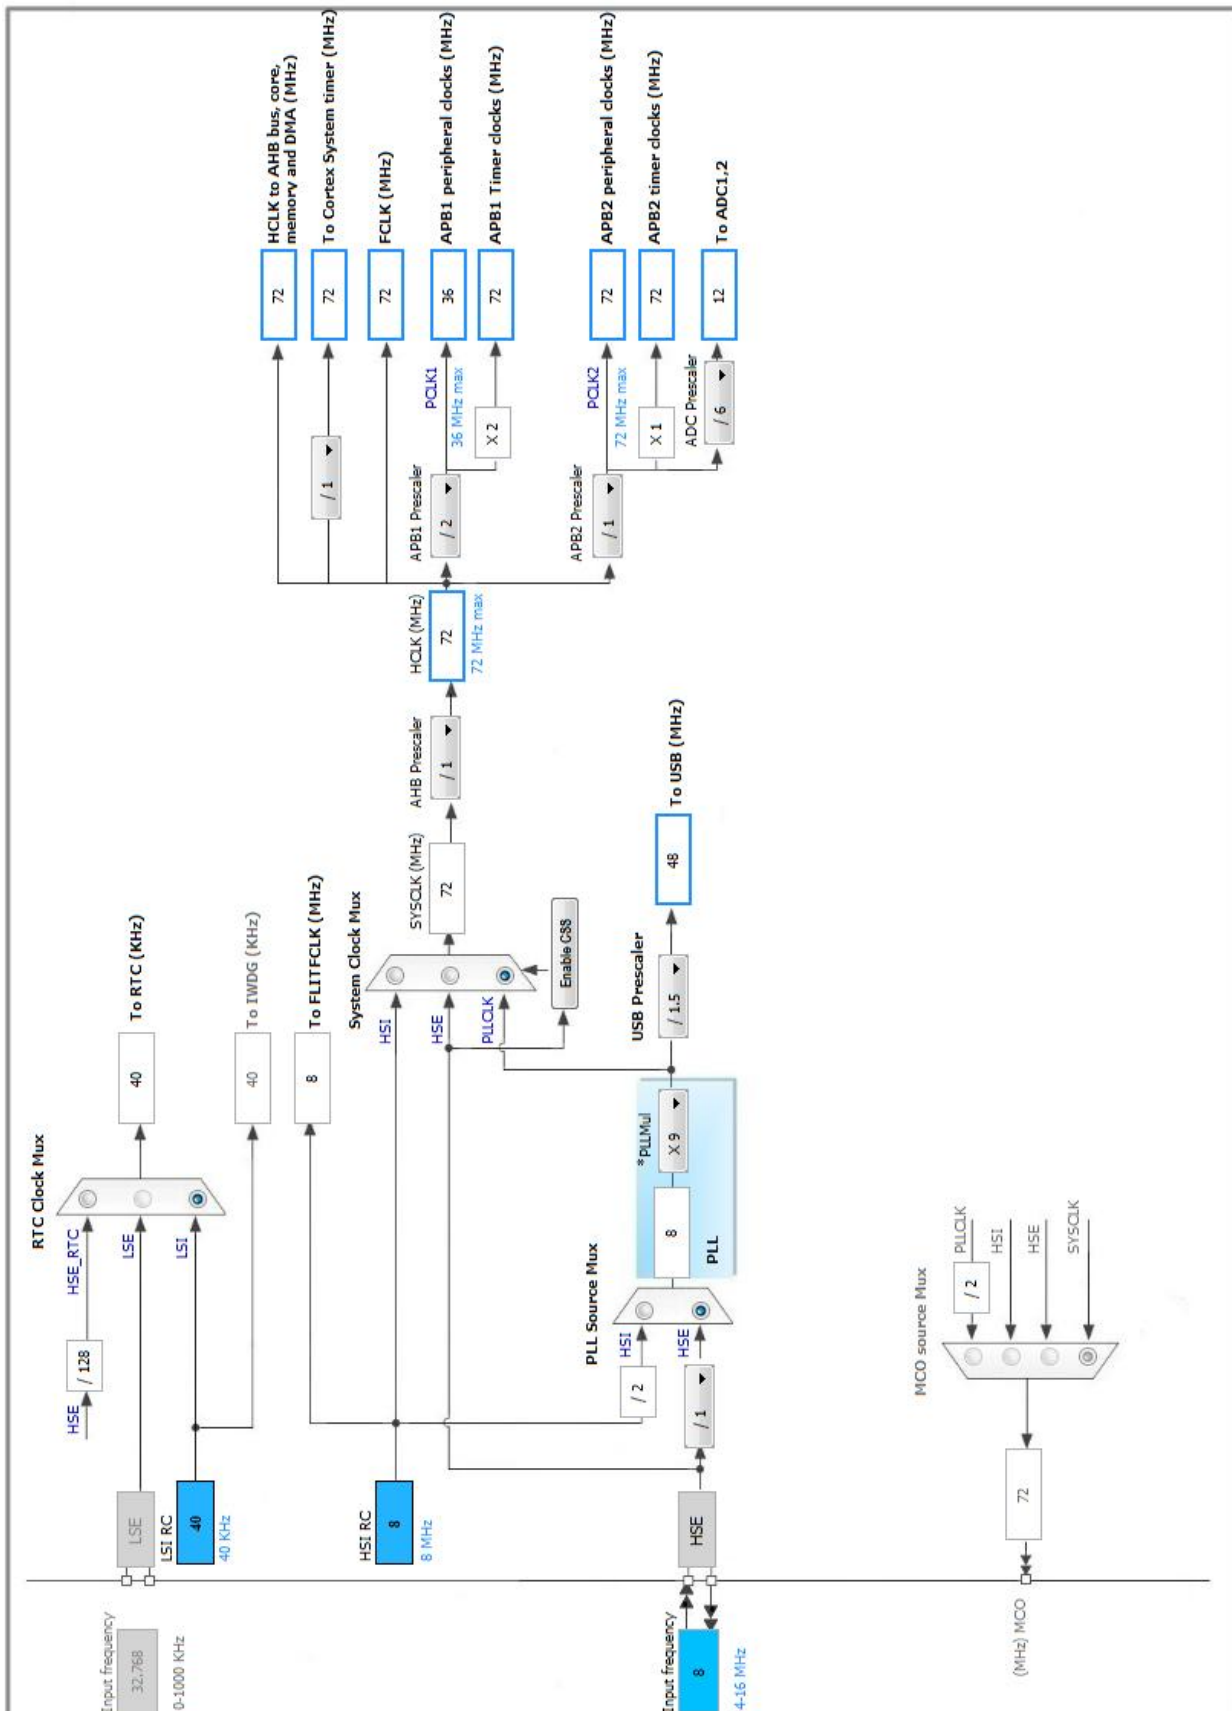 RTC Clock Mux
HSE
/ 128
HSE_RTC
LSE
LSI
40
To RTC (KHz)
40
To IWDG (KHz)
Input frequency
32.768
0-1000 KHz
LSE
LSI RC
40
40 KHz
8
To FLITFCLK (MHz)
HSI RC
8
8 MHz
System Clock Mux
HSI
HSE
PLLCLK
Enable CSS
SYSCLK (MHz)
72
AHB Prescaler
/ 1
HCLK (MHz)
72
72 MHz max
72
HCLK to AHB bus, core,
memory and DMA (MHz)
/ 1
72
To Cortex System timer (MHz)
72
FCLK (MHz)
APB1 Prescaler
/ 2
PCLK1
36 MHz max
36
APB1 peripheral clocks (MHz)
X 2
72
APB1 Timer clocks (MHz)
APB2 Prescaler
/ 1
PCLK2
72 MHz max
72
APB2 peripheral clocks (MHz)
X 1
72
APB2 timer clocks (MHz)
ADC Prescaler
/ 6
12
To ADC1,2
PLL Source Mux
/ 2
HSI
HSE
Input frequency
8
4-16 MHz
HSE
/ 1
8
*PLLMul
X 9
PLL
USB Prescaler
/ 1.5
48
To USB (MHz)
MCO source Mux
/ 2
PLLCLK
HSI
HSE
SYSCLK
72
(MHz) MCO